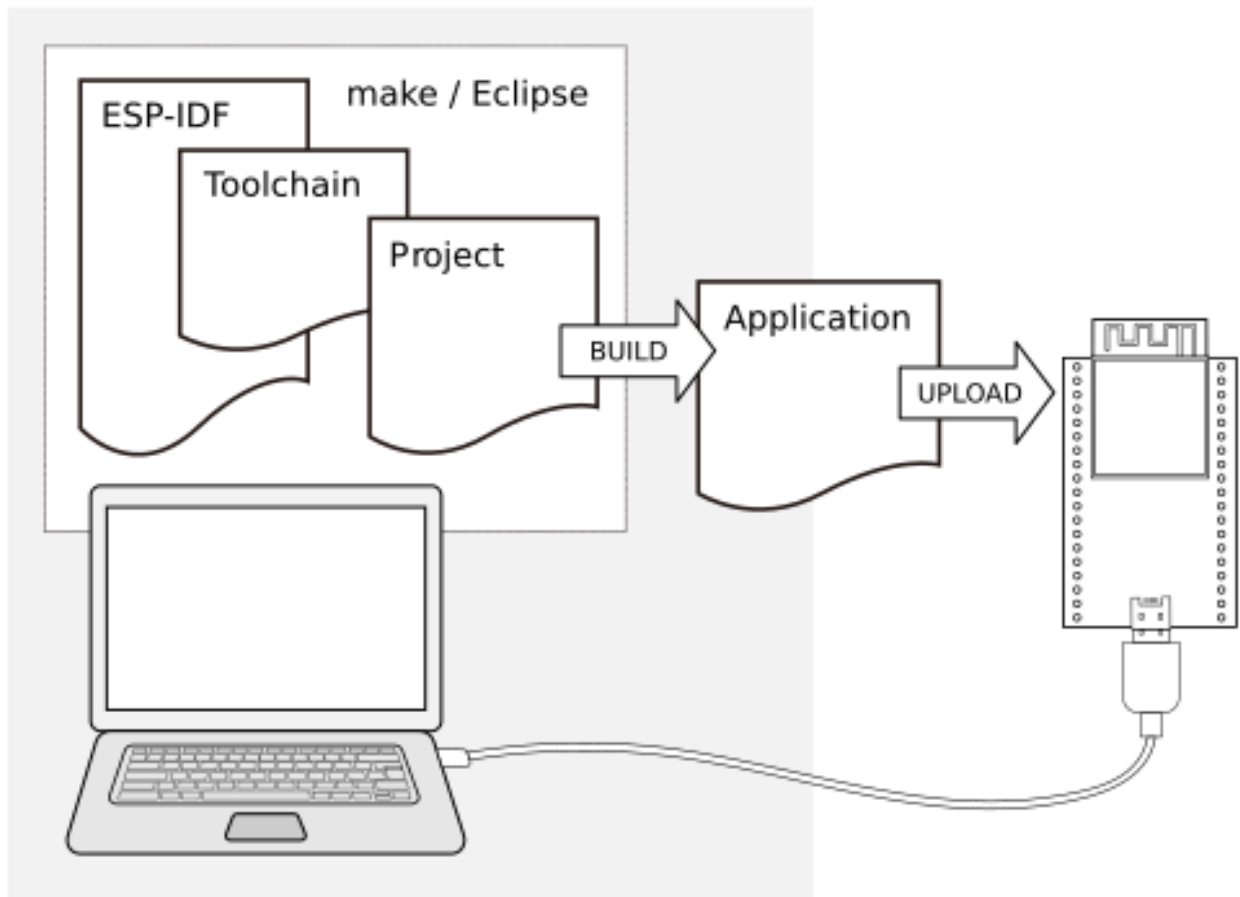 make / Eclipse
ESP-IDF
Toolchain
Project
BUILD
Application
UPLOAD